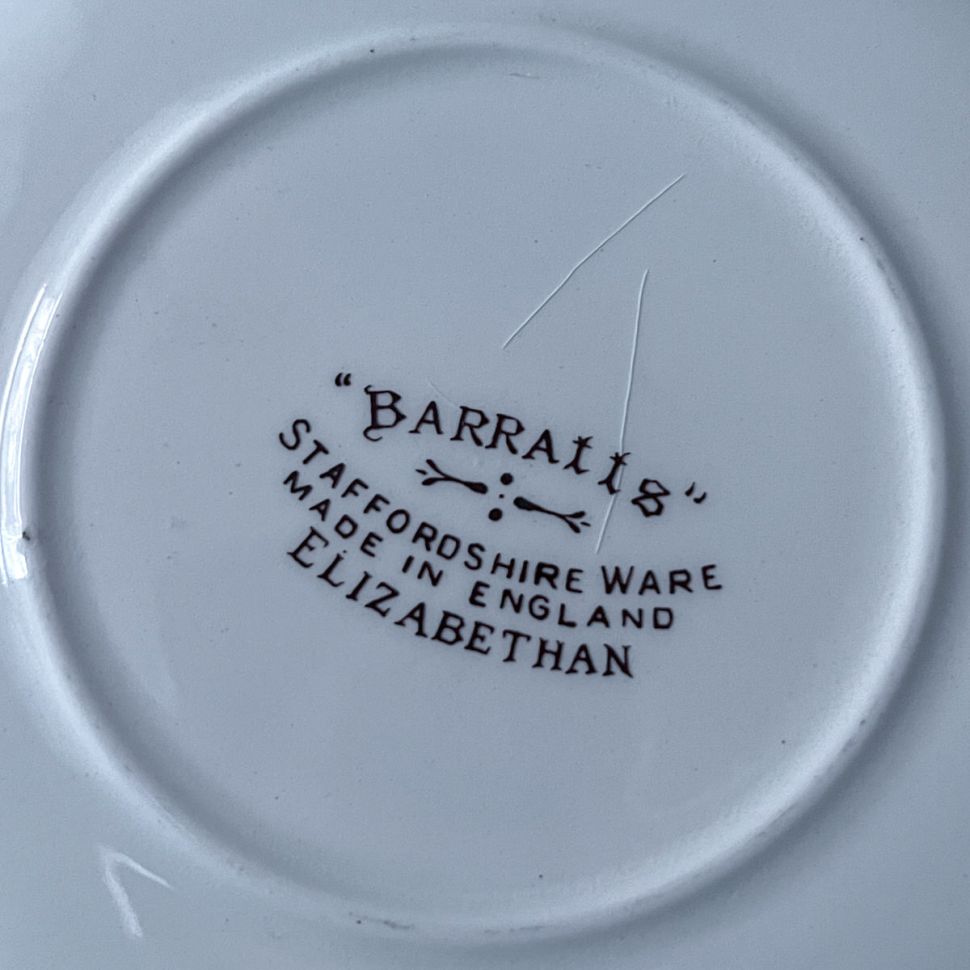 "BARRATTS"
STAFFORDSHIRE WARE
MADE IN ENGLAND
ELIZABETHAN